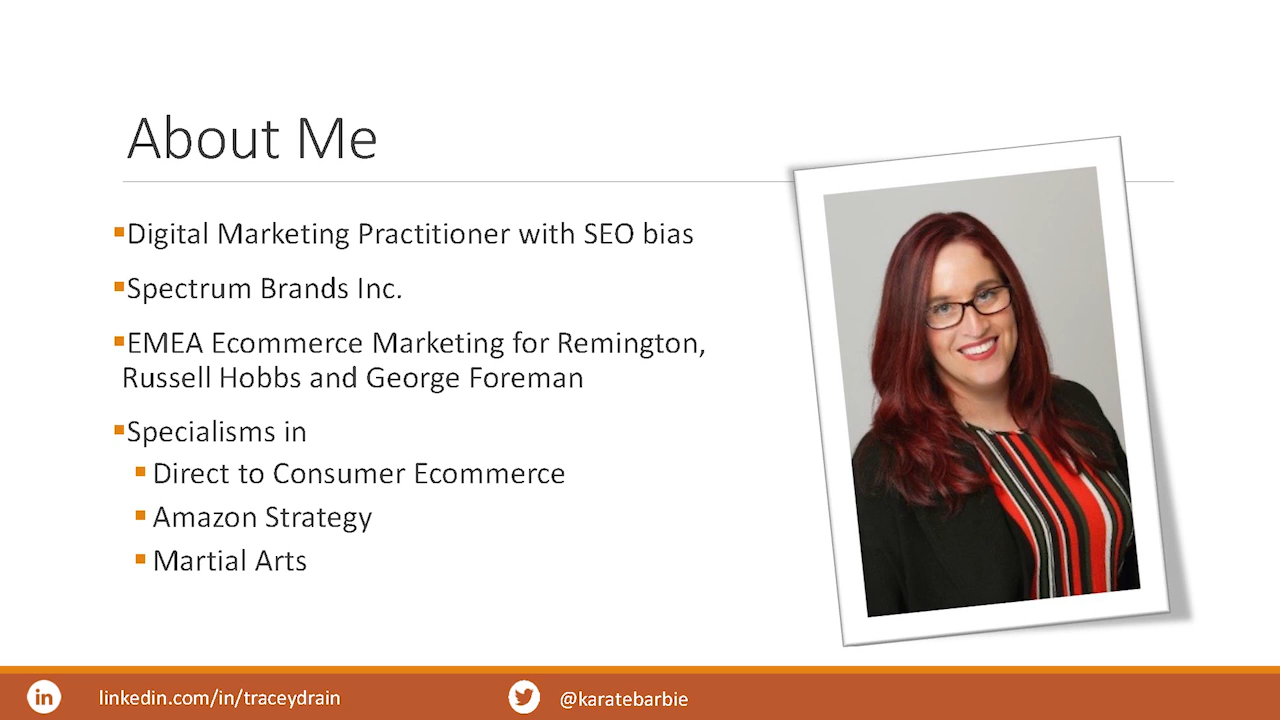 About Me
Digital Marketing Practitioner with SEO bias
Spectrum Brands Inc.
EMEA Ecommerce Marketing for Remington,
Russell Hobbs and George Foreman
Specialisms in
Direct to Consumer Ecommerce
Amazon Strategy
Martial Arts
in linkedin.com/in/traceydrain @karatebarbie